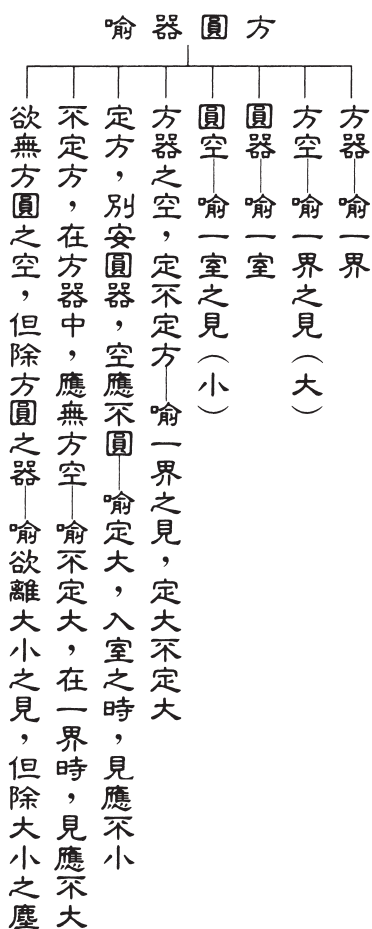 方圓器喻
方器—喻一界
方空—喻一界之見（大）
圓器—喻一室
圓空—喻一室之見（小）
方器之空，定不定方—喻一界之見，定大不定大
定方，別安圓器，空應不圓—喻定大，入室之時，見應不小
不定方，在方器中，應無方空—喻不定大，在一界時，見應不大
欲無方圓之空，但除方圓之器—喻欲離大小之見，但除大小之塵